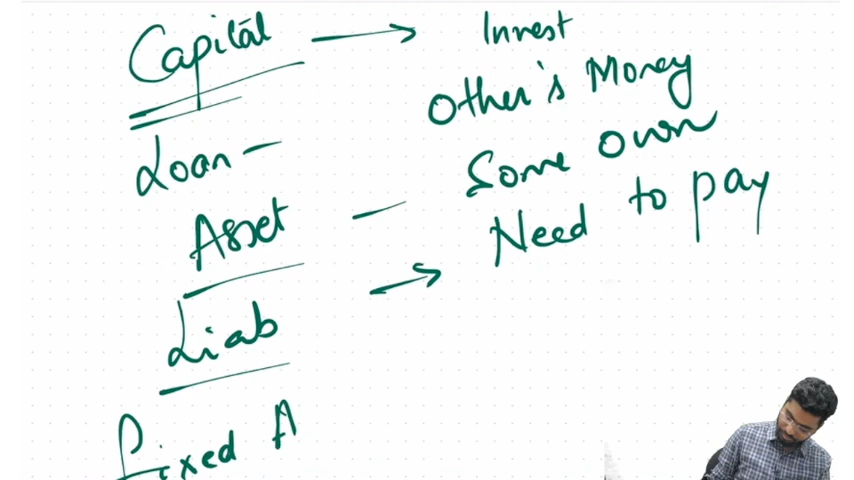 Capital → Invest
Loan - Other's Money
Asset - Some own
Liab → Need to pay
Fixed A